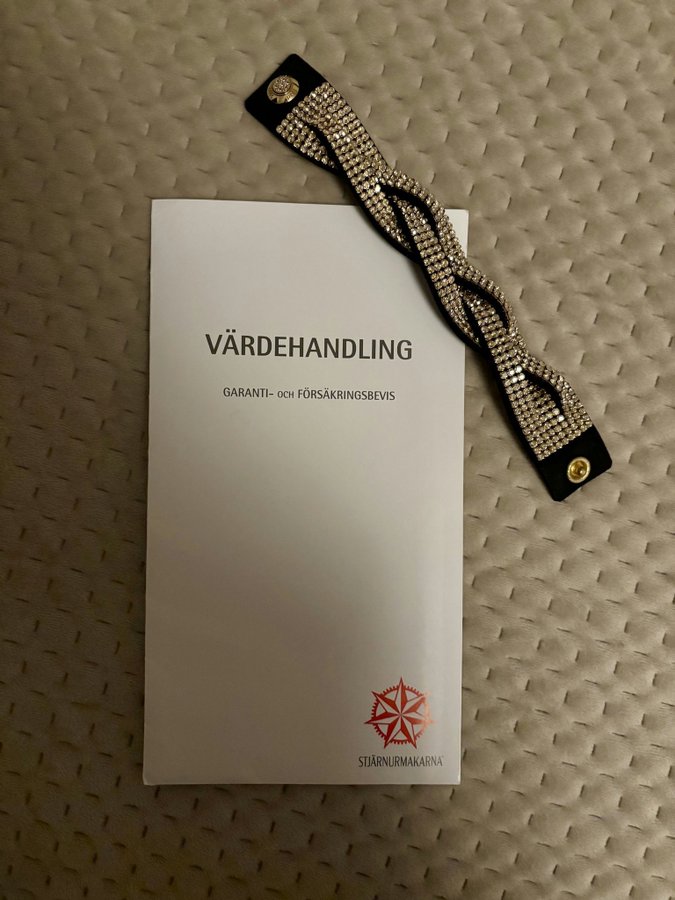 VÄRDEHANDLING
GARANTI- OCH FÖRSÄKRINGSBEVIS
STJÄRNURMAKARNA